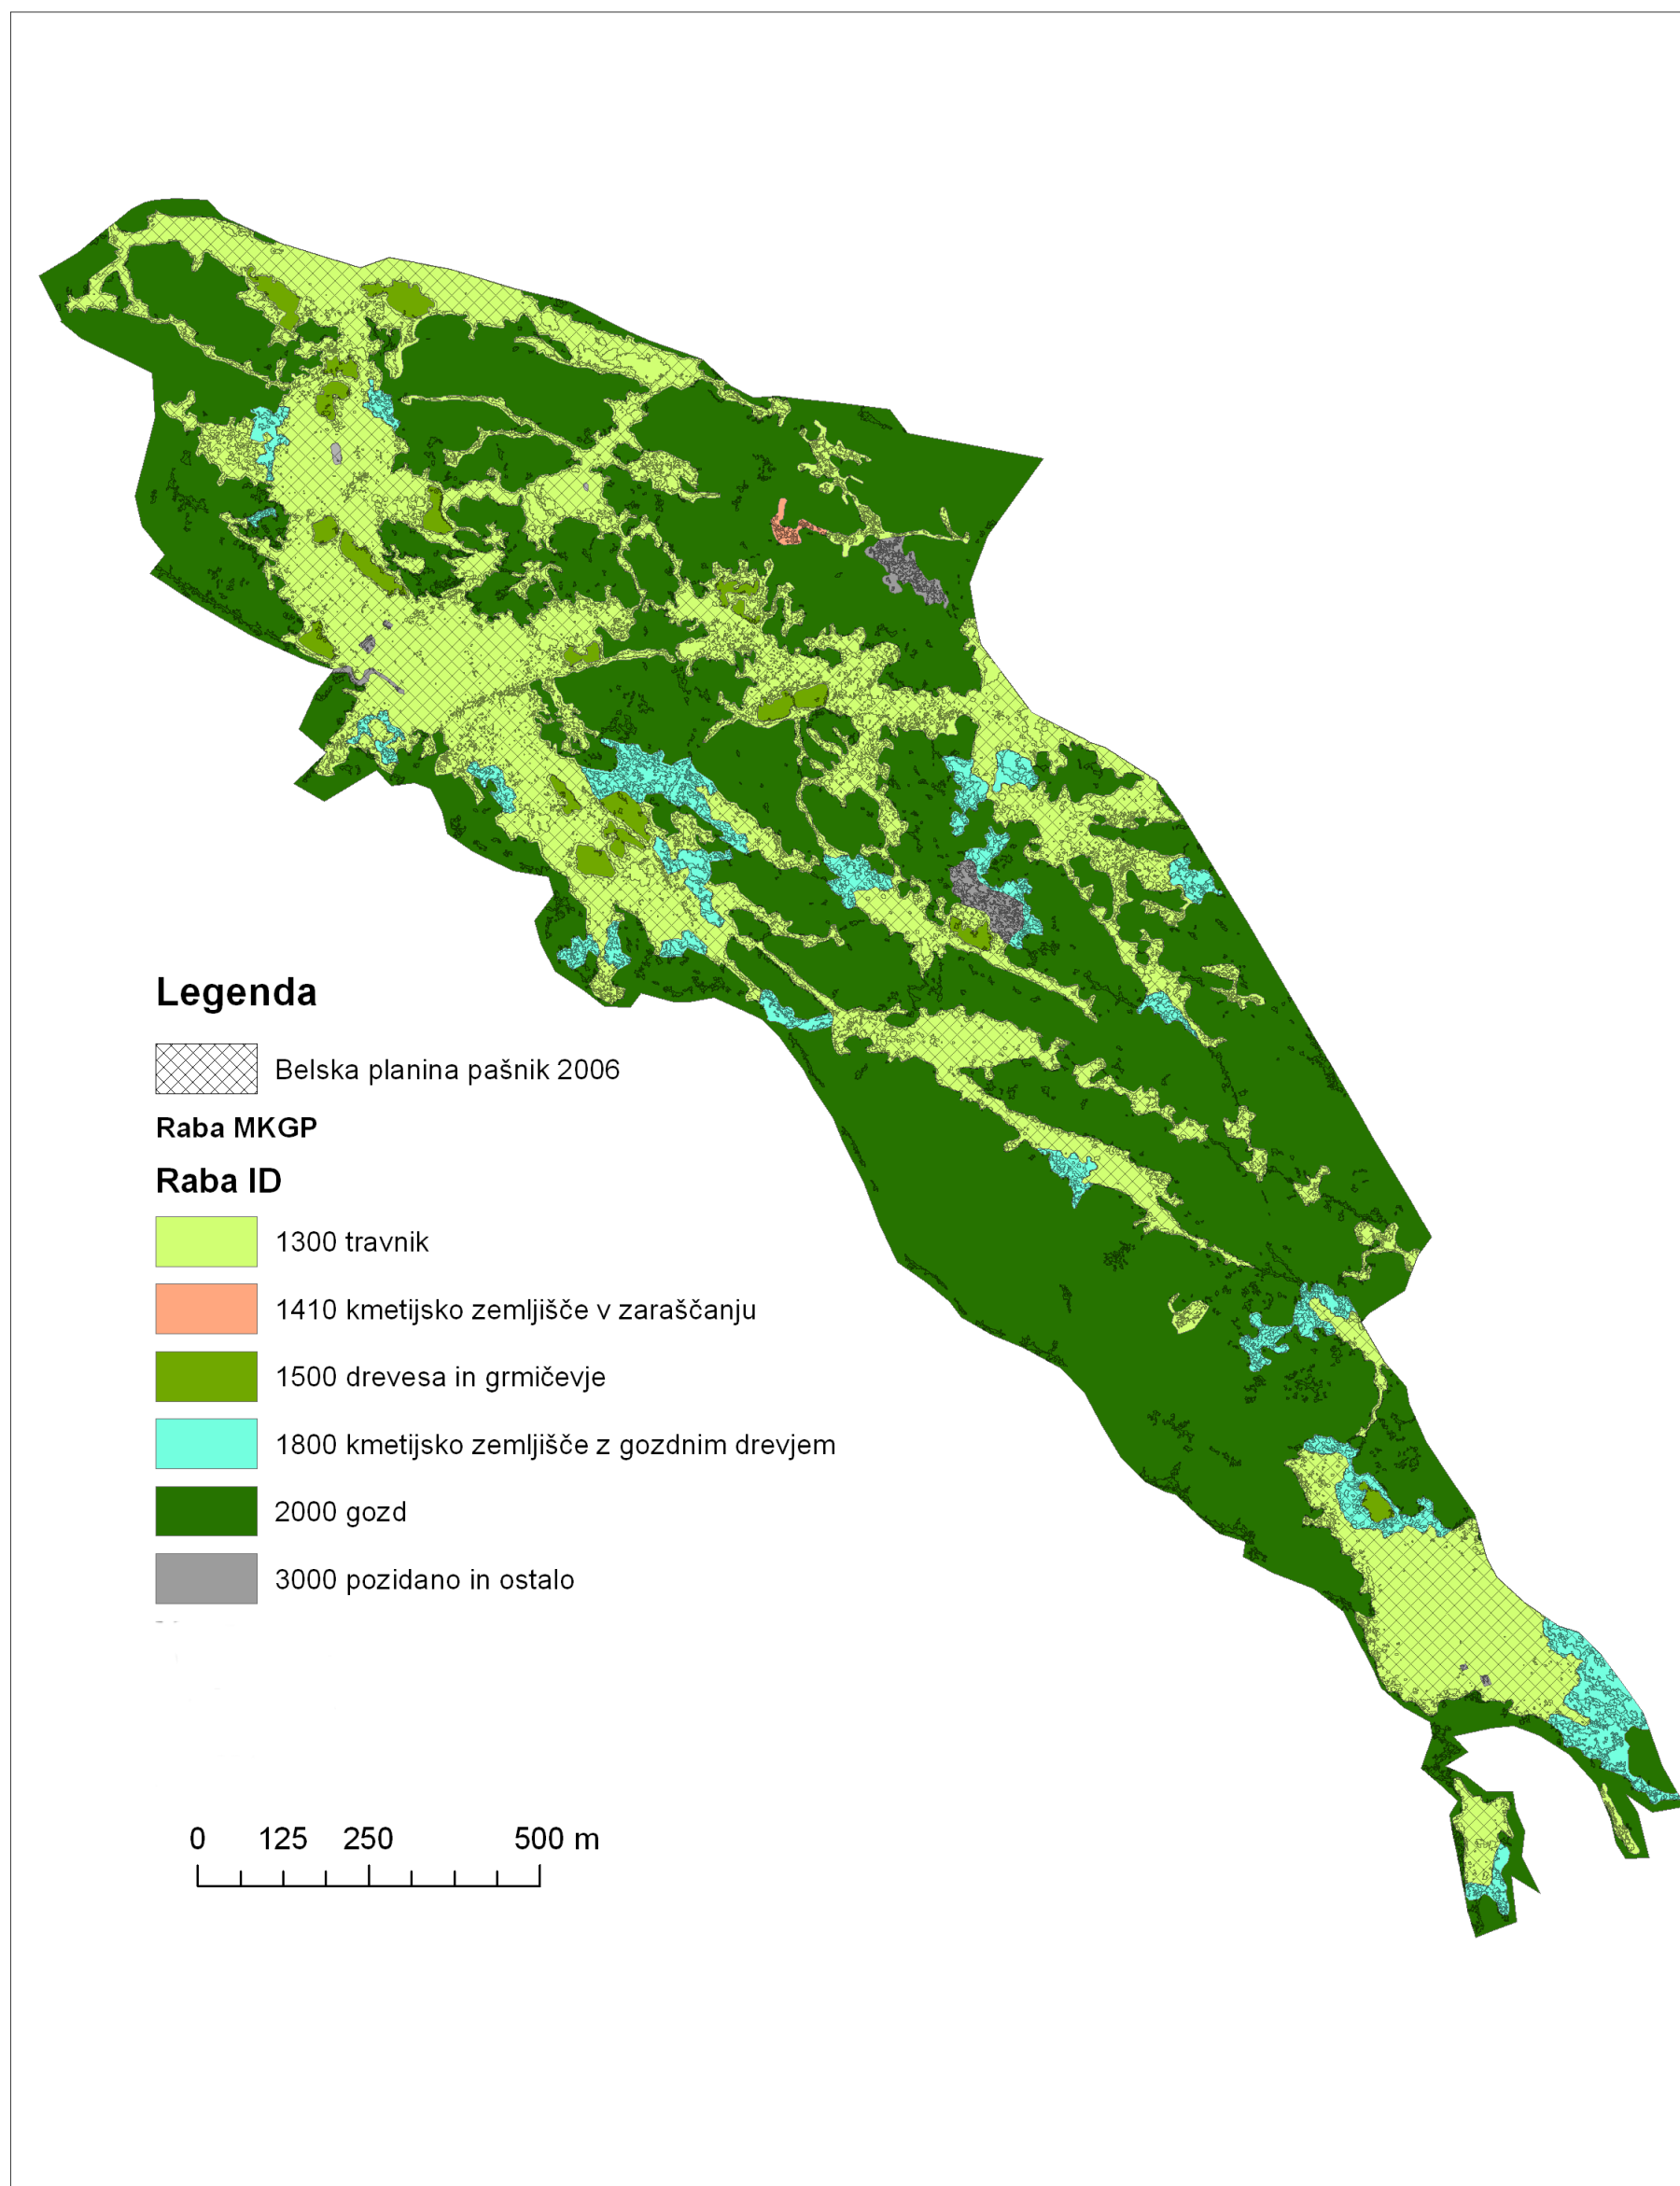 Legenda
Belska planina pašnik 2006
Raba MKGP
Raba ID
1300 travnik
1410 kmetijsko zemljišče v zaraščanju
1500 drevesa in grmičevje
1800 kmetijsko zemljišče z gozdnim drevjem
2000 gozd
3000 pozidano in ostalo
0 125 250 500 m